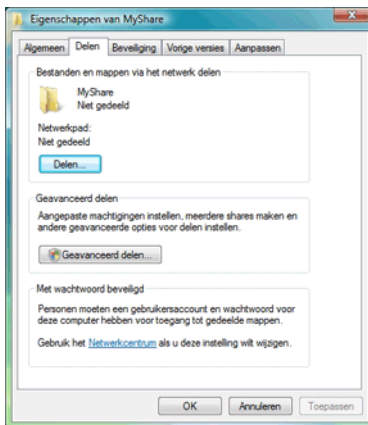 Eigenschappen van MyShare
Algemeen Delen Beveiliging Vorige versies Aanpassen
Bestanden en mappen via het netwerk delen
MyShare
Niet gedeeld
Netwerkpad:
Niet gedeeld
Delen...
Geavanceerd delen
Aangepaste machtigingen instellen, meerdere shares maken en
andere geavanceerde opties voor delen instellen.
Geavanceerd delen...
Met wachtwoord beveiligd
Personen moeten een gebruikersaccount en wachtwoord voor
deze computer hebben voor toegang tot gedeelde mappen.
Gebruik het Netwerkcentrum als u deze instelling wilt wijzigen.
OK Annuleren Toepassen